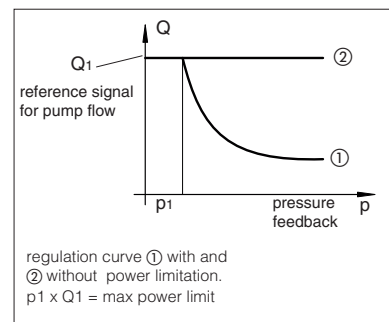 Q
Q1
②
reference signal
for pump flow
①
p1
pressure
p
feedback
regulation curve ① with and
② without power limitation.
p1 x Q1 = max power limit